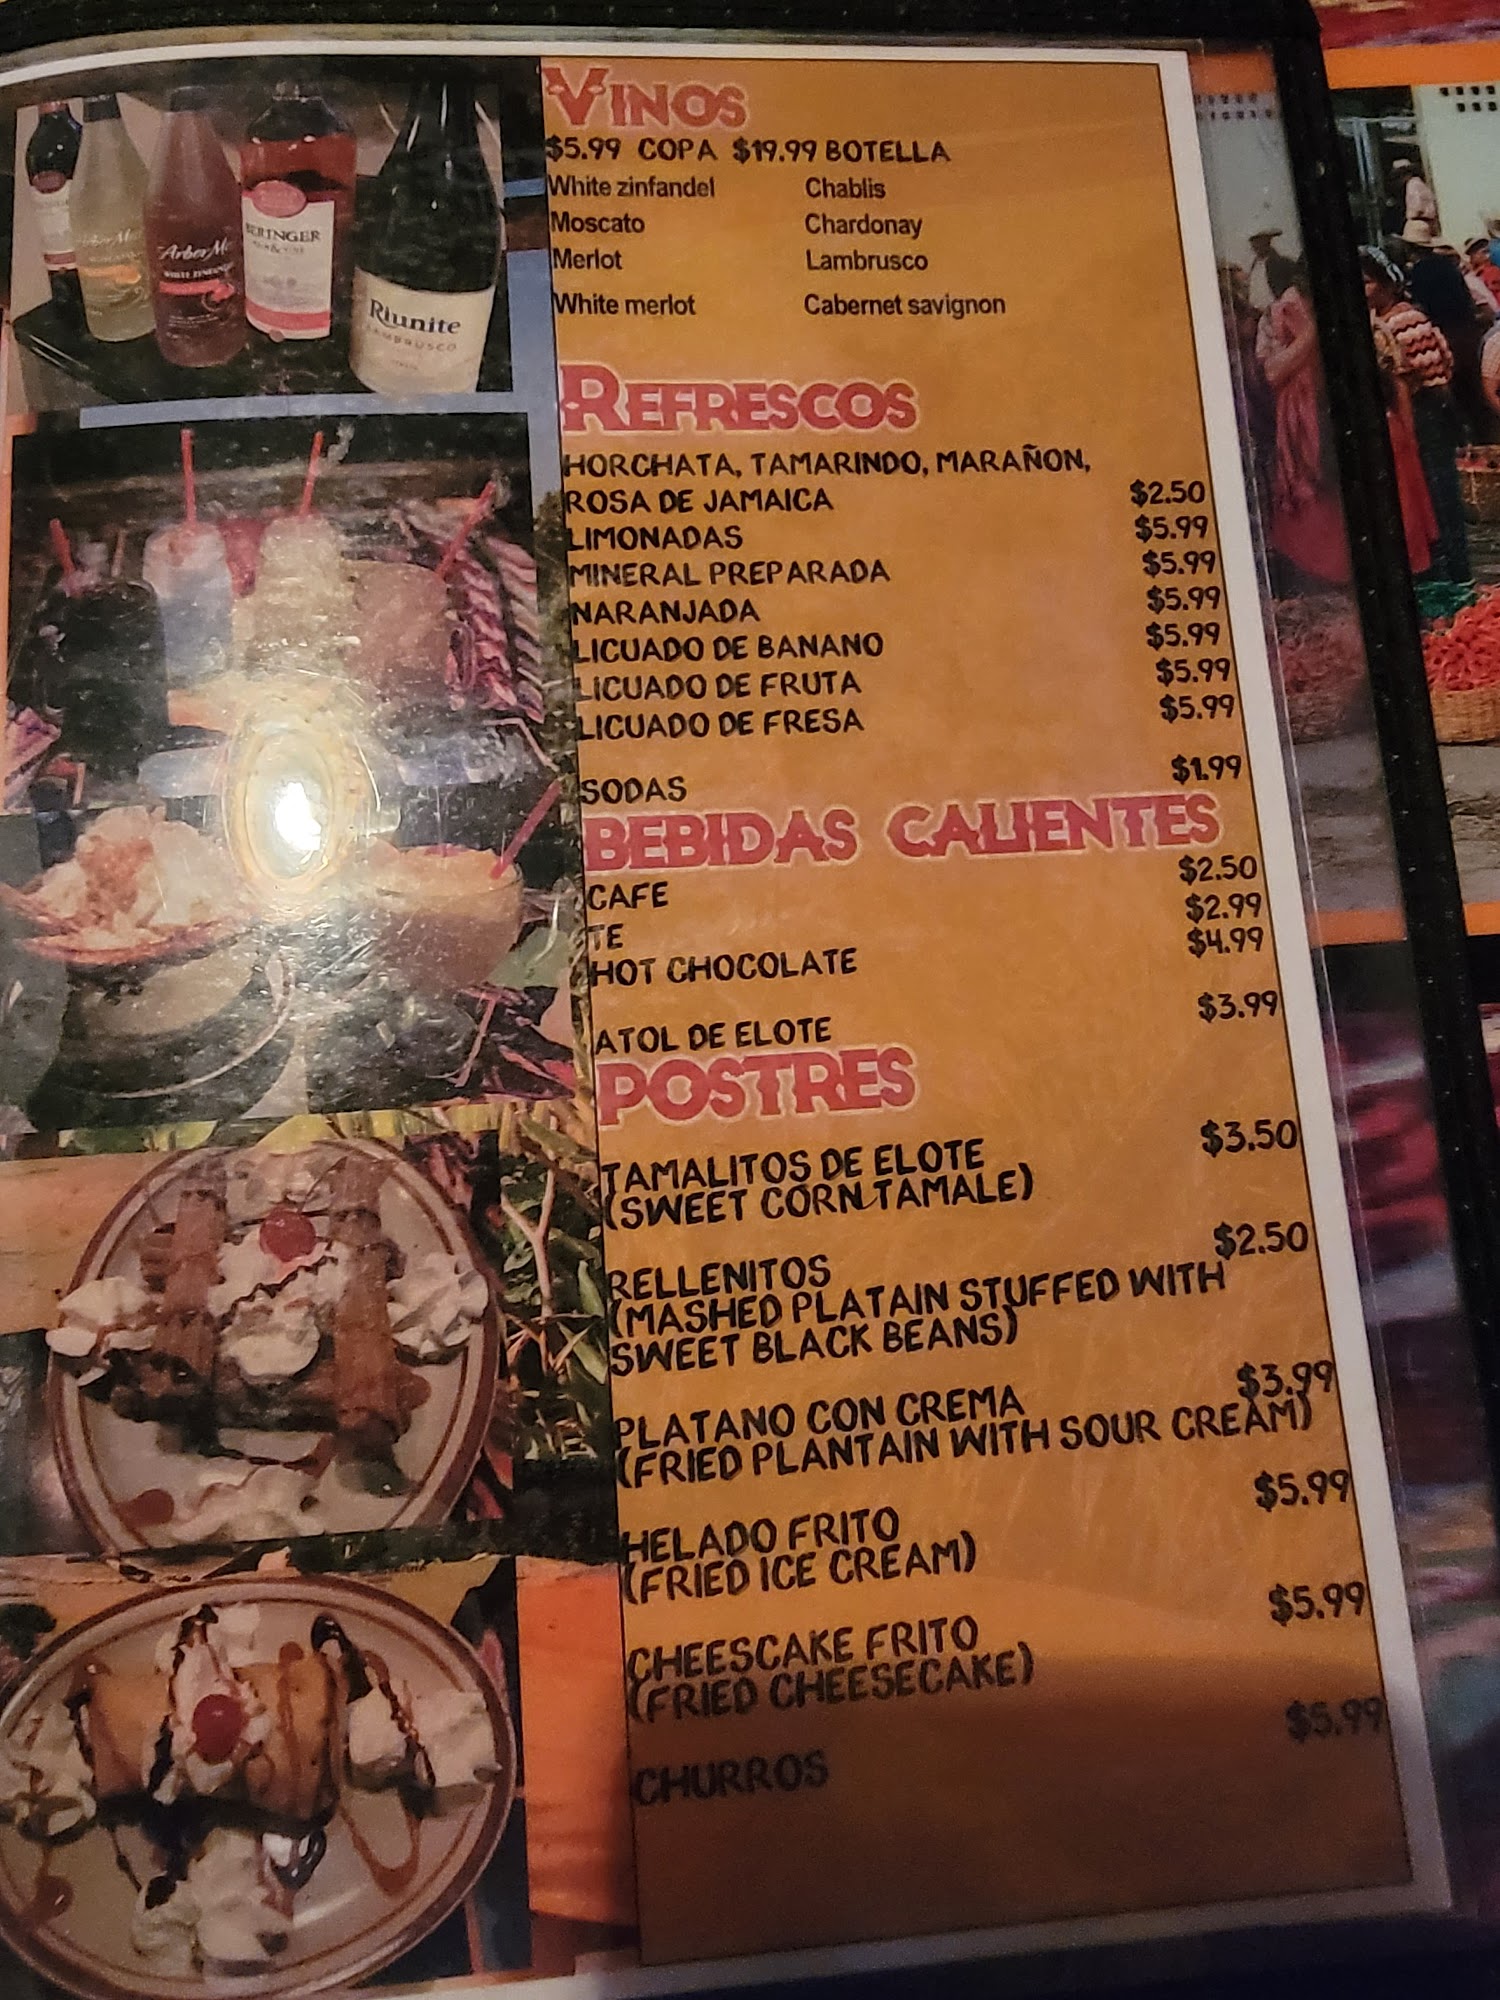 VINOS
$5.99 COPA $19.99 BOTELLA
White zinfandel Chablis
Moscato Chardonay
Merlot Lambrusco
White merlot Cabernet savignon
REFRESCOS
HORCHATA, TAMARINDO, MARAÑON,
ROSA DE JAMAICA $2.50
LIMONADAS $5.99
MINERAL PREPARADA $5.99
NARANJADA $5.99
LICUADO DE BANANO $5.99
LICUADO DE FRUTA $5.99
LICUADO DE FRESA $5.99
SODAS $1.99
BEBIDAS CALIENTES
CAFE $2.50
TE $2.99
HOT CHOCOLATE $4.99
ATOL DE ELOTE $3.99
POSTRES
TAMALITOS DE ELOTE $3.50
(SWEET CORN TAMALE)
RELLENITOS $2.50
(MASHED PLATAIN STUFFED WITH
SWEET BLACK BEANS)
PLATANO CON CREMA $3.99
(FRIED PLANTAIN WITH SOUR CREAM)
HELADO FRITO $5.99
(FRIED ICE CREAM)
CHEESCAKE FRITO $5.99
(FRIED CHEESECAKE)
CHURROS $5.99
Arbor Mi
WHITE ZINFAN
BERINGER
Riunite
LAMBRUSCO